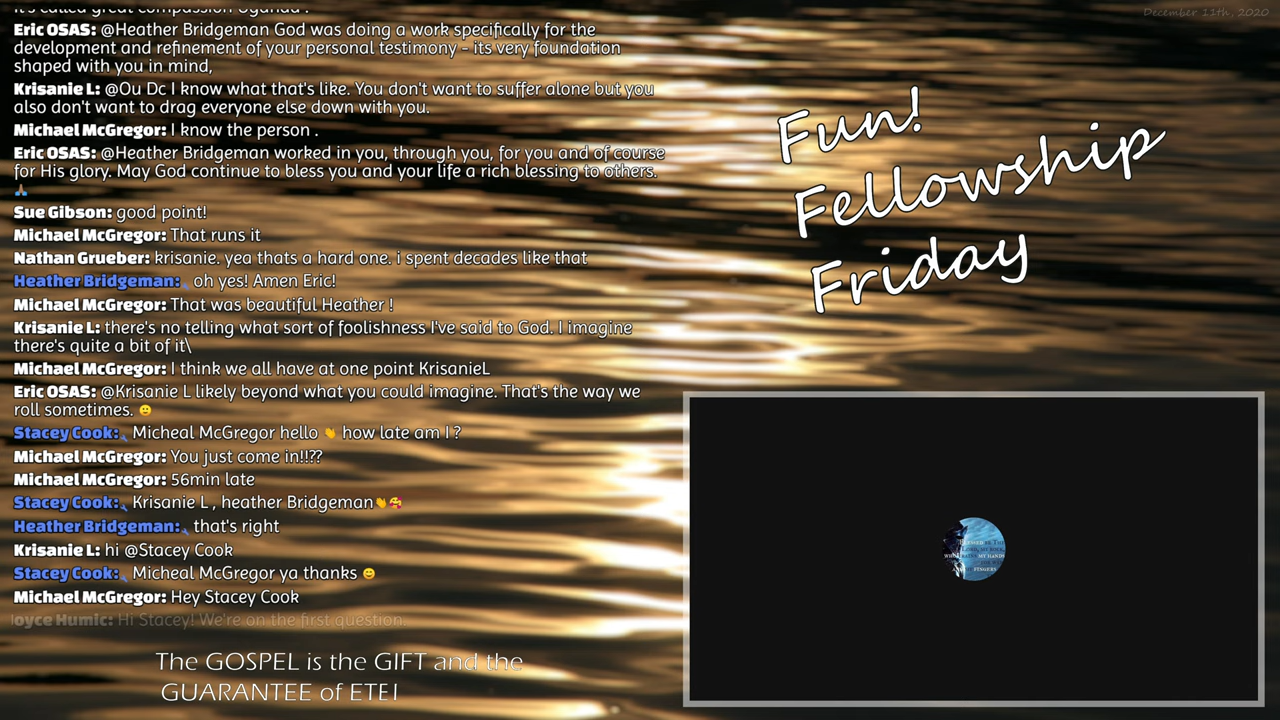 It's called great compassion Uganda .
Eric OSAS: @Heather Bridgeman God was doing a work specifically for the
development and refinement of your personal testimony - its very foundation
shaped with you in mind,
Krisanie L: @Ou Dc I know what that's like. You don't want to suffer alone but you
also don't want to drag everyone else down with you.
Michael McGregor: I know the person .
Eric OSAS: @Heather Bridgeman worked in you, through you, for you and of course
for His glory. May God continue to bless you and your life a rich blessing to others.
🙏🏽
Sue Gibson: good point!
Michael McGregor: That runs it
Nathan Grueber: krisanie. yea thats a hard one. i spent decades like that
Heather Bridgeman: oh yes! Amen Eric!
Michael McGregor: That was beautiful Heather !
Krisanie L: there's no telling what sort of foolishness I've said to God. I imagine
there's quite a bit of it\
Michael McGregor: I think we all have at one point KrisanieL
Eric OSAS: @Krisanie L likely beyond what you could imagine. That's the way we
roll sometimes. 🙂
Stacey Cook: Micheal McGregor hello 👋 how late am I ?
Michael McGregor: You just come in!!??
Michael McGregor: 56min late
Stacey Cook: Krisanie L , heather Bridgeman👋🥰
Heather Bridgeman: that's right
Krisanie L: hi @Stacey Cook
Stacey Cook: Micheal McGregor ya thanks 😊
Michael McGregor: Hey Stacey Cook
oyce Humic: Hi Stacey! We're on the first question.
The GOSPEL is the GIFT and the
GUARANTEE of ETEI
December 11th, 2020
Fun!
Fellowship
Friday
MY HANDS
FINGERS